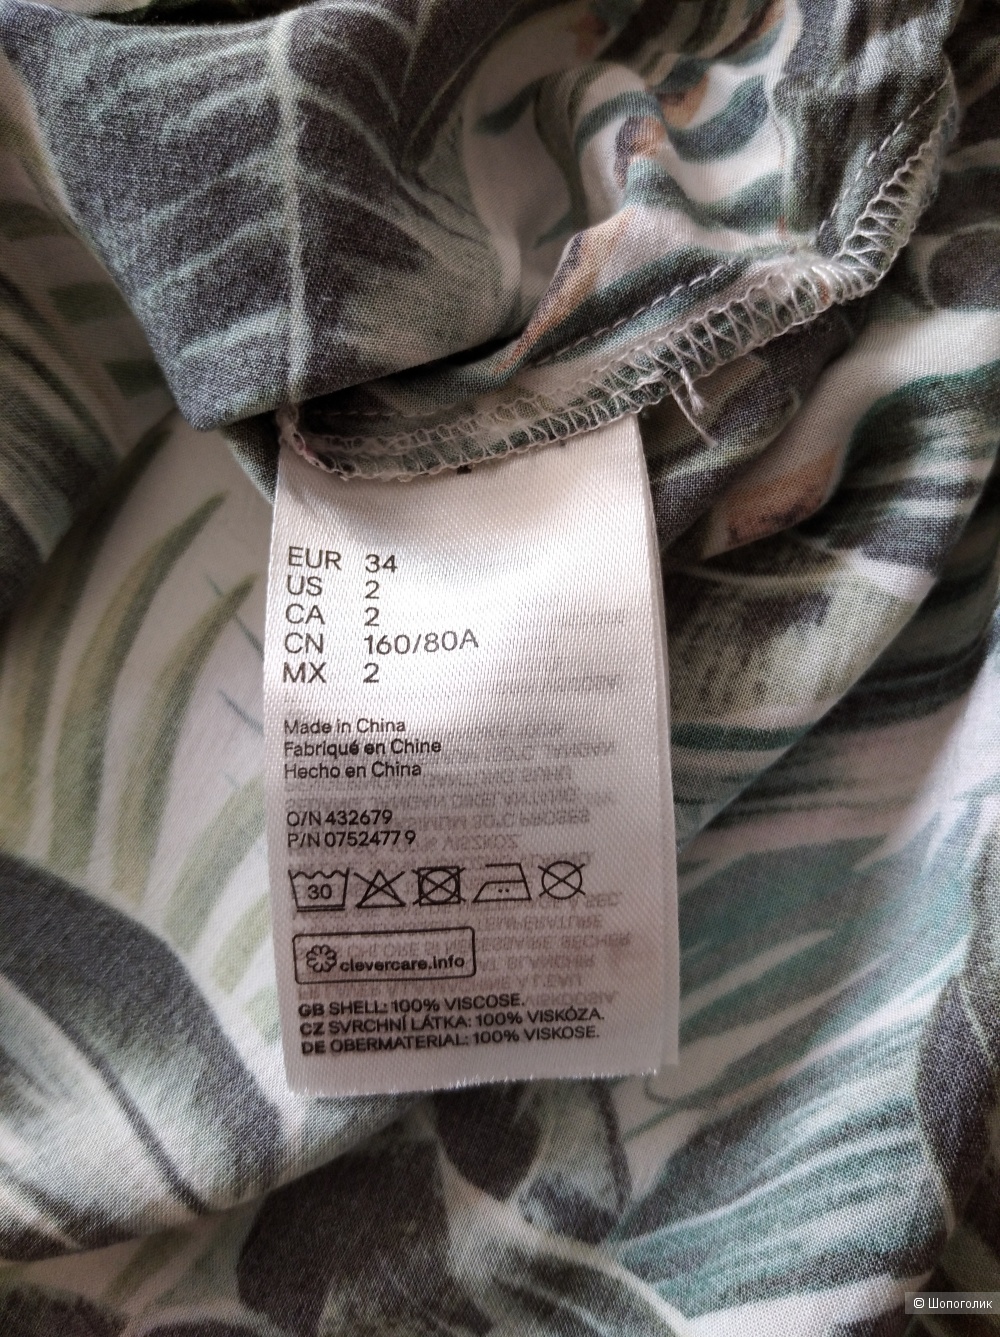 EUR 34
US 2
CA 2
CN 160/80A
MX 2
Made in China
Fabriqué en Chine
Hecho en China
O/N 432679
P/N 0752477 9
30
clevercare.info
GB SHELL: 100% VISCOSE.
CZ SVRCHNÍ LÁTKA: 100% VISKÓZA.
DE OBERMATERIAL: 100% VISKOSE.
© Шопоголик